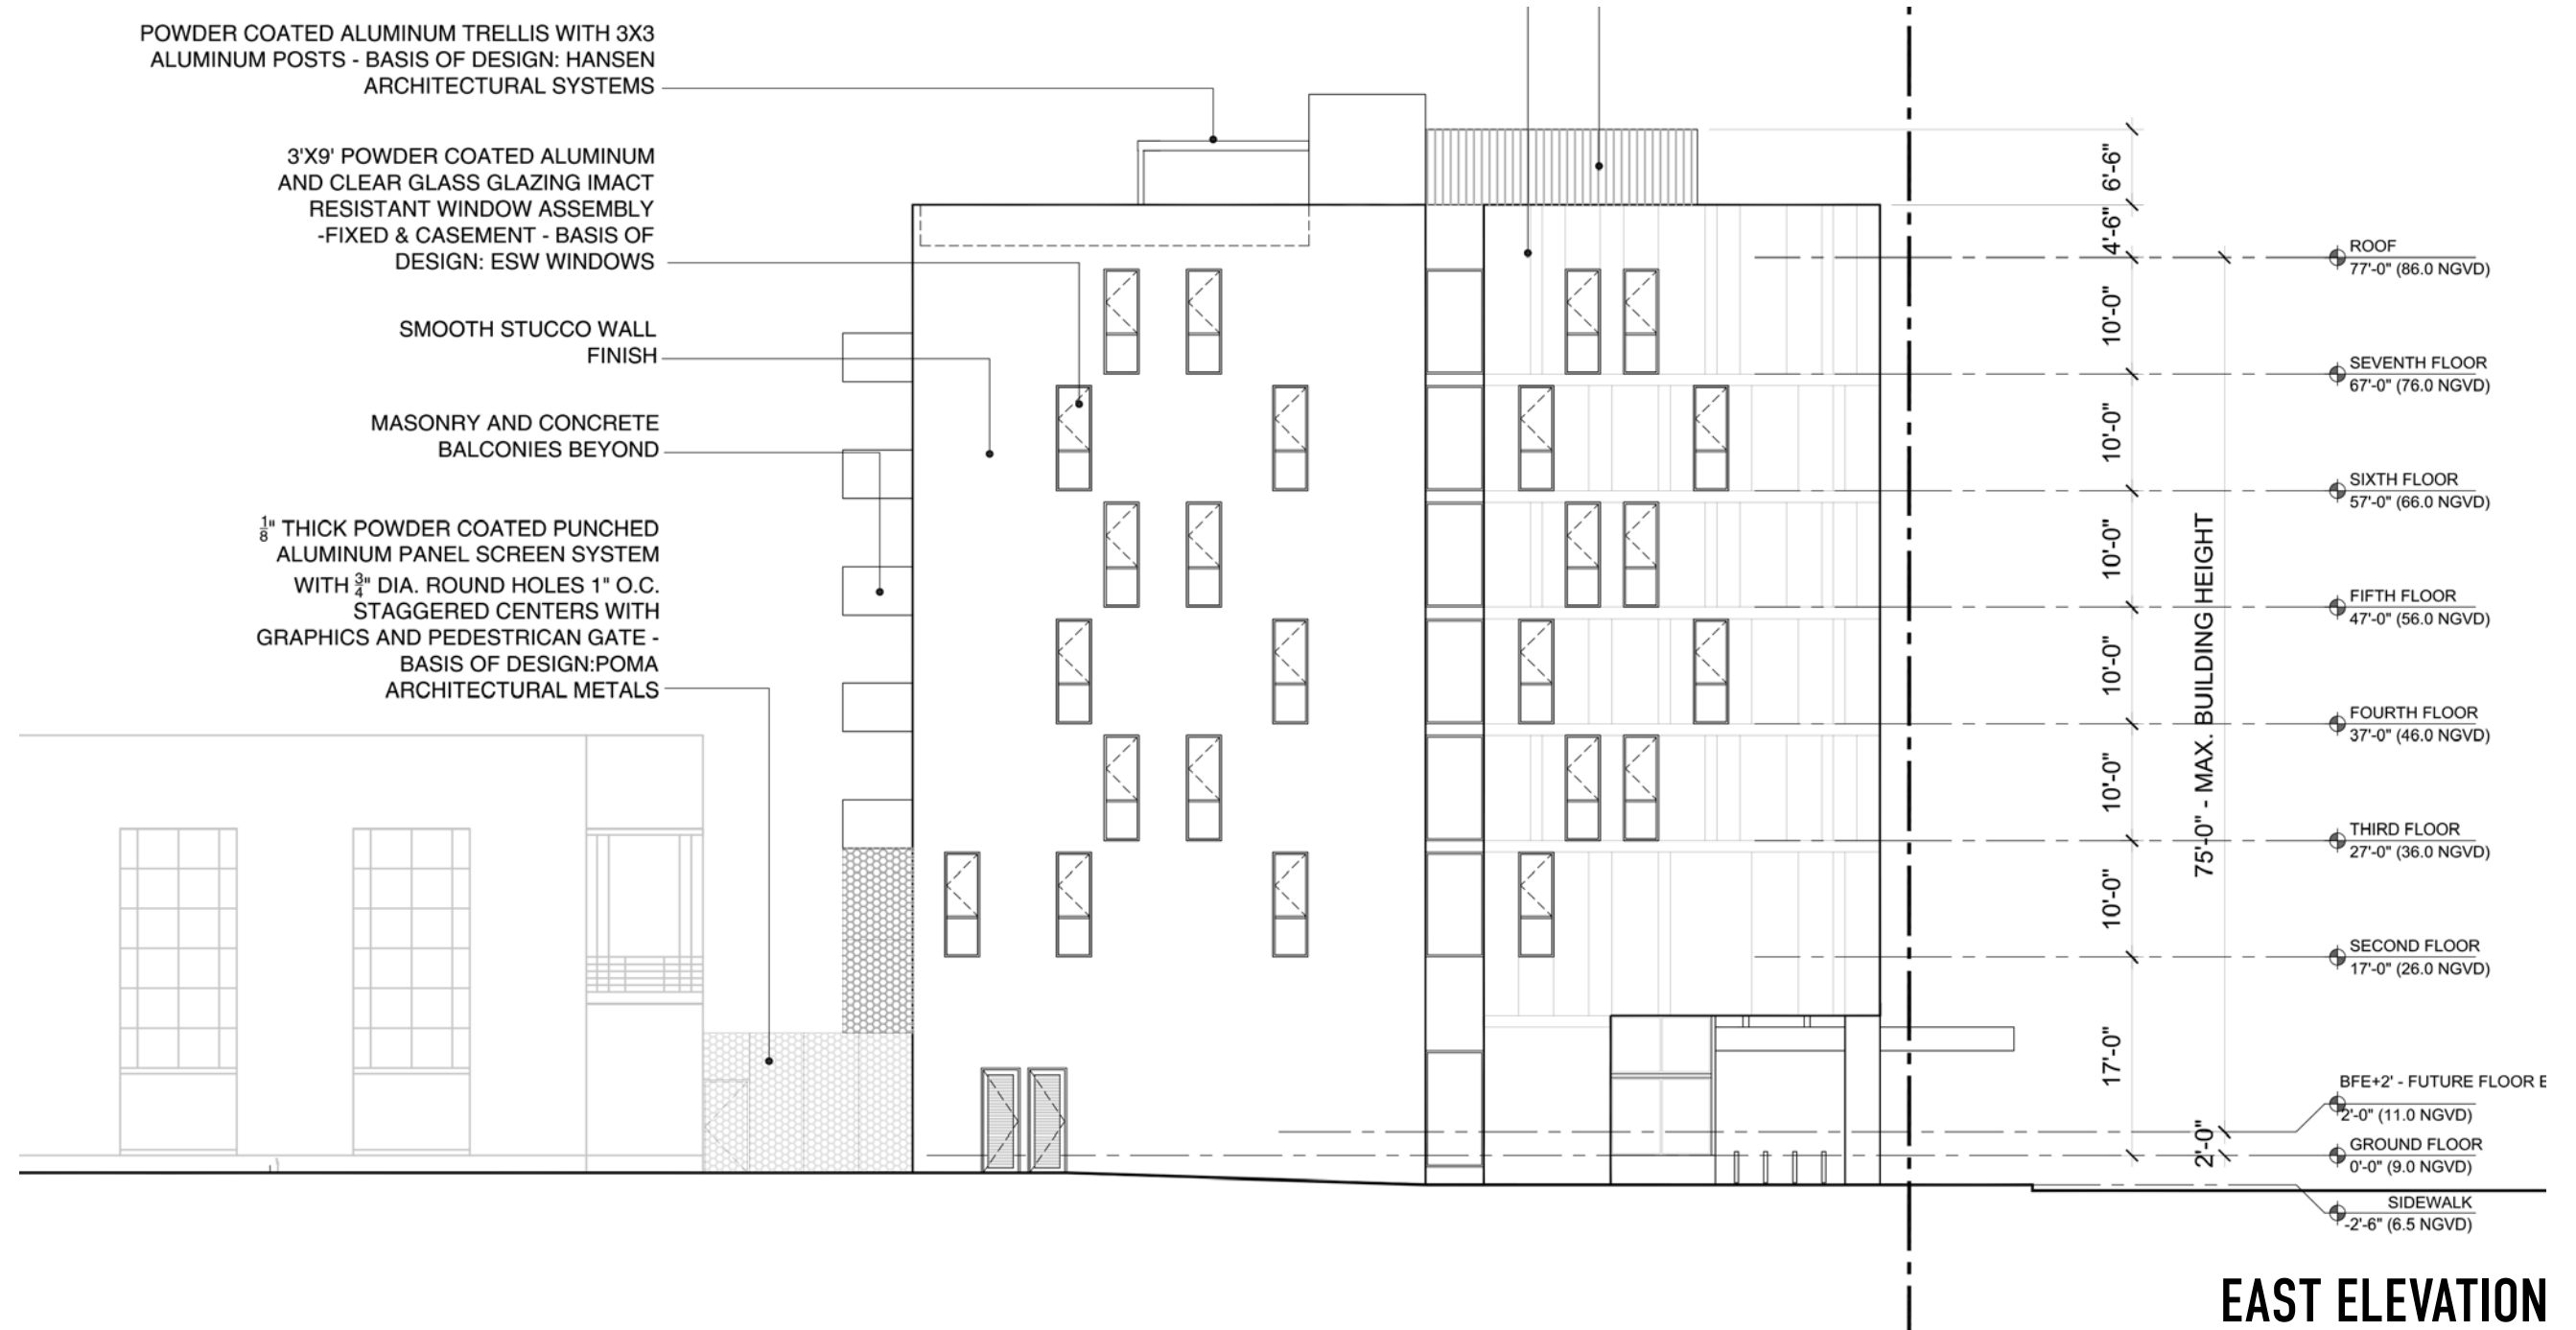 POWDER COATED ALUMINUM TRELLIS WITH 3X3
ALUMINUM POSTS - BASIS OF DESIGN: HANSEN
ARCHITECTURAL SYSTEMS
3'X9' POWDER COATED ALUMINUM
AND CLEAR GLASS GLAZING IMACT
RESISTANT WINDOW ASSEMBLY
-FIXED & CASEMENT - BASIS OF
DESIGN: ESW WINDOWS
SMOOTH STUCCO WALL
FINISH
MASONRY AND CONCRETE
BALCONIES BEYOND
1/8" THICK POWDER COATED PUNCHED
ALUMINUM PANEL SCREEN SYSTEM
WITH 3/4" DIA. ROUND HOLES 1" O.C.
STAGGERED CENTERS WITH
GRAPHICS AND PEDESTRICAN GATE -
BASIS OF DESIGN:POMA
ARCHITECTURAL METALS
6'-6"
4'-6"
10'-0"
10'-0"
10'-0"
10'-0"
10'-0"
10'-0"
17'-0"
75'-0" - MAX. BUILDING HEIGHT
2'-0"
ROOF
77'-0" (86.0 NGVD)
SEVENTH FLOOR
67'-0" (76.0 NGVD)
SIXTH FLOOR
57'-0" (66.0 NGVD)
FIFTH FLOOR
47'-0" (56.0 NGVD)
FOURTH FLOOR
37'-0" (46.0 NGVD)
THIRD FLOOR
27'-0" (36.0 NGVD)
SECOND FLOOR
17'-0" (26.0 NGVD)
BFE+2' - FUTURE FLOOR E
2'-0" (11.0 NGVD)
GROUND FLOOR
0'-0" (9.0 NGVD)
SIDEWALK
-2'-6" (6.5 NGVD)
EAST ELEVATION